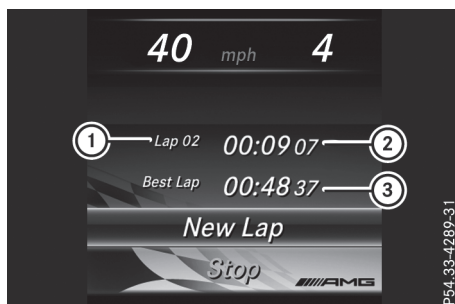 40 mph 4
1 Lap 02 00:09 07 2
Best Lap 00:48 37 3
New Lap
Stop
AMG
P54.33-4289-31